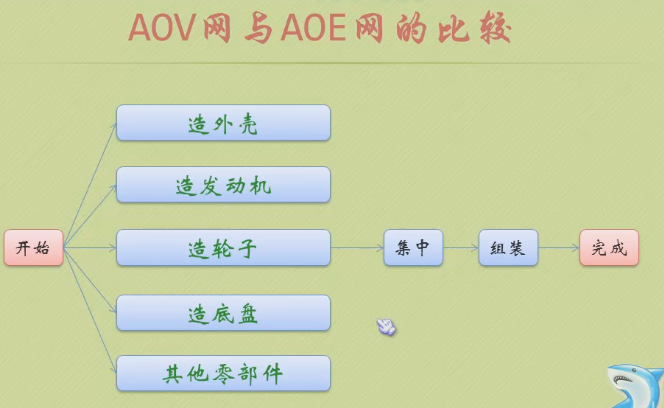 AOV网与AOE网的比较
造外壳
造发动机
开始
造轮子
集中
组装
完成
造底盘
其他零部件